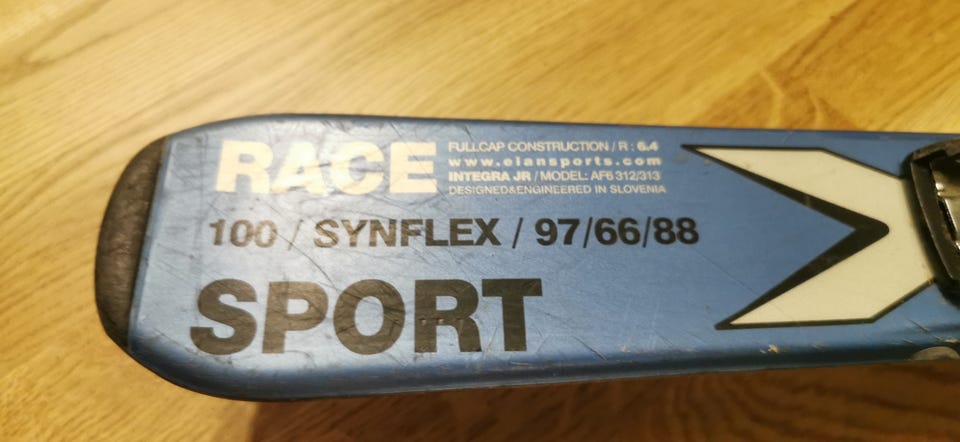 RACE
FULLCAP CONSTRUCTION / R : 6.4
www.elansports.com
INTEGRA JR / MODEL: AF6 312/313
DESIGNED&ENGINEERED IN SLOVENIA
100 / SYNFLEX / 97/66/88
SPORT